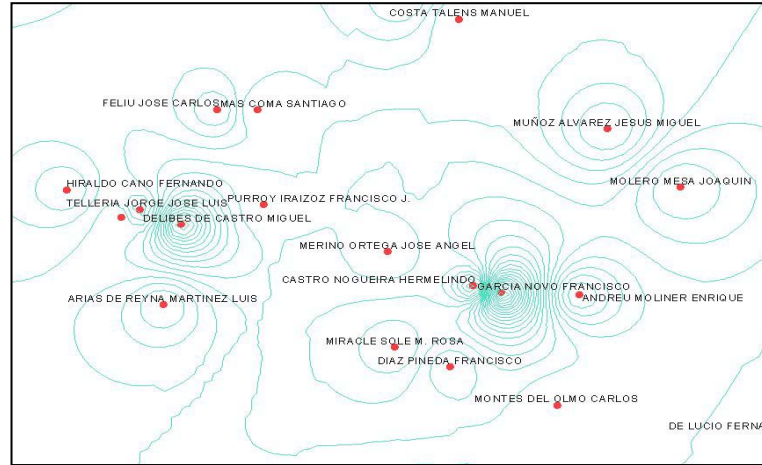 COSTA TALENS MANUEL
FELIU JOSE CARLOSMAS COMA SANTIAGO
MUÑOZ ALVAREZ JESUS MIGUEL
MOLERO MESA JOAQUIN
HIRALDO CANO FERNANDO
PURROY IRAIZOZ FRANCISCO J.
TELLERIA JORGE JOSE LUIS
DELIBES DE CASTRO MIGUEL
MERINO ORTEGA JOSE ANGEL
CASTRO NOGUEIRA HERMELINDO
GARCIA NOVO FRANCISCO
ARIAS DE REYNA MARTINEZ LUIS
ANDREU MOLINER ENRIQUE
MIRACLE SOLE M. ROSA
DIAZ PINEDA FRANCISCO
MONTES DEL OLMO CARLOS
DE LUCIO FERNA